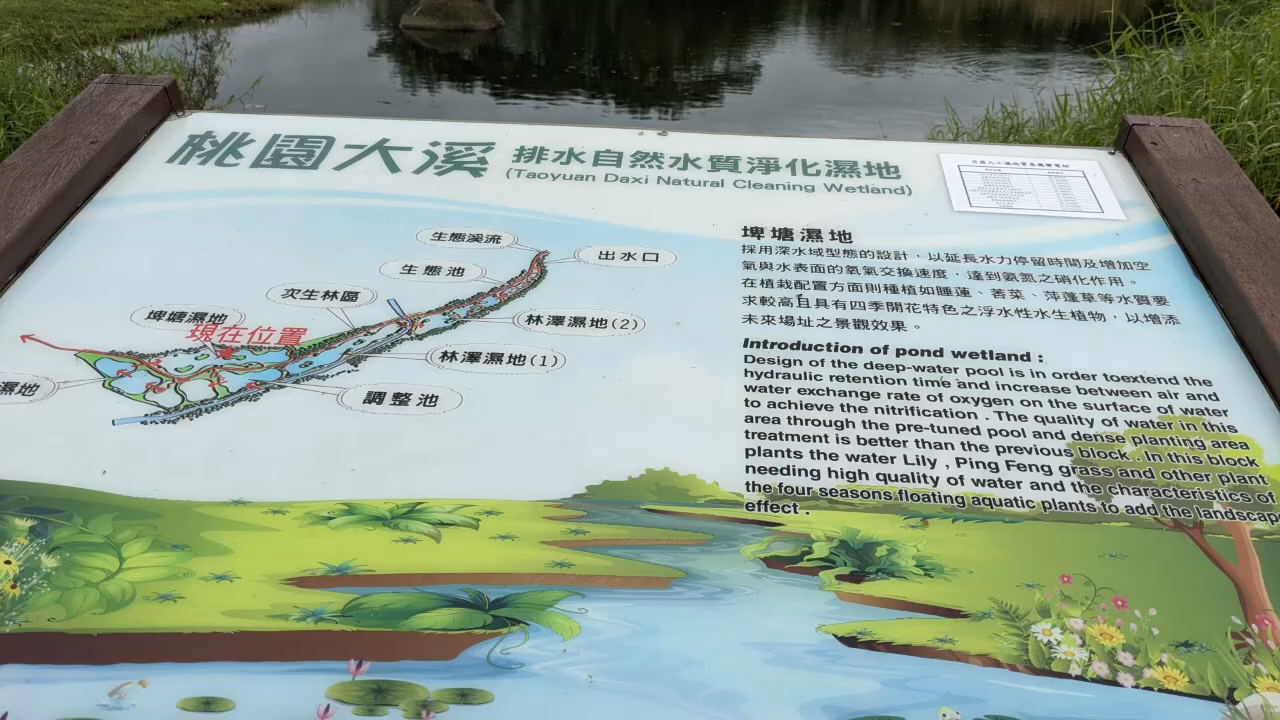 桃園大溪 排水自然水質淨化濕地
(Taoyuan Daxi Natural Cleaning Wetland)
生態溪流
出水口
生態池
次生林區
埤塘濕地
現在位置
林澤濕地(2)
林澤濕地(1)
濕地
調整池
埤塘濕地
採用深水域型態的設計，以延長水力停留時間及增加空
氣與水表面的氧氣交換速度，達到氨氮之硝化作用。
在植栽配置方面則種植如睡蓮、荇菜、萍蓬草等水質要
求較高且具有四季開花特色之浮水性水生植物，以增添
未來場址之景觀效果。
Introduction of pond wetland :
Design of the deep-water pool is in order toextend the
hydraulic retention time and increase between air and
water exchange rate of oxygen on the surface of water
to achieve the nitrification . The quality of water in this
area through the pre-tuned pool and dense planting area
treatment is better than the previous block . In this block
plants the water Lily , Ping Feng grass and other plant
needing high quality of water and the characteristics of
the four seasons floating aquatic plants to add the landscap
effect .